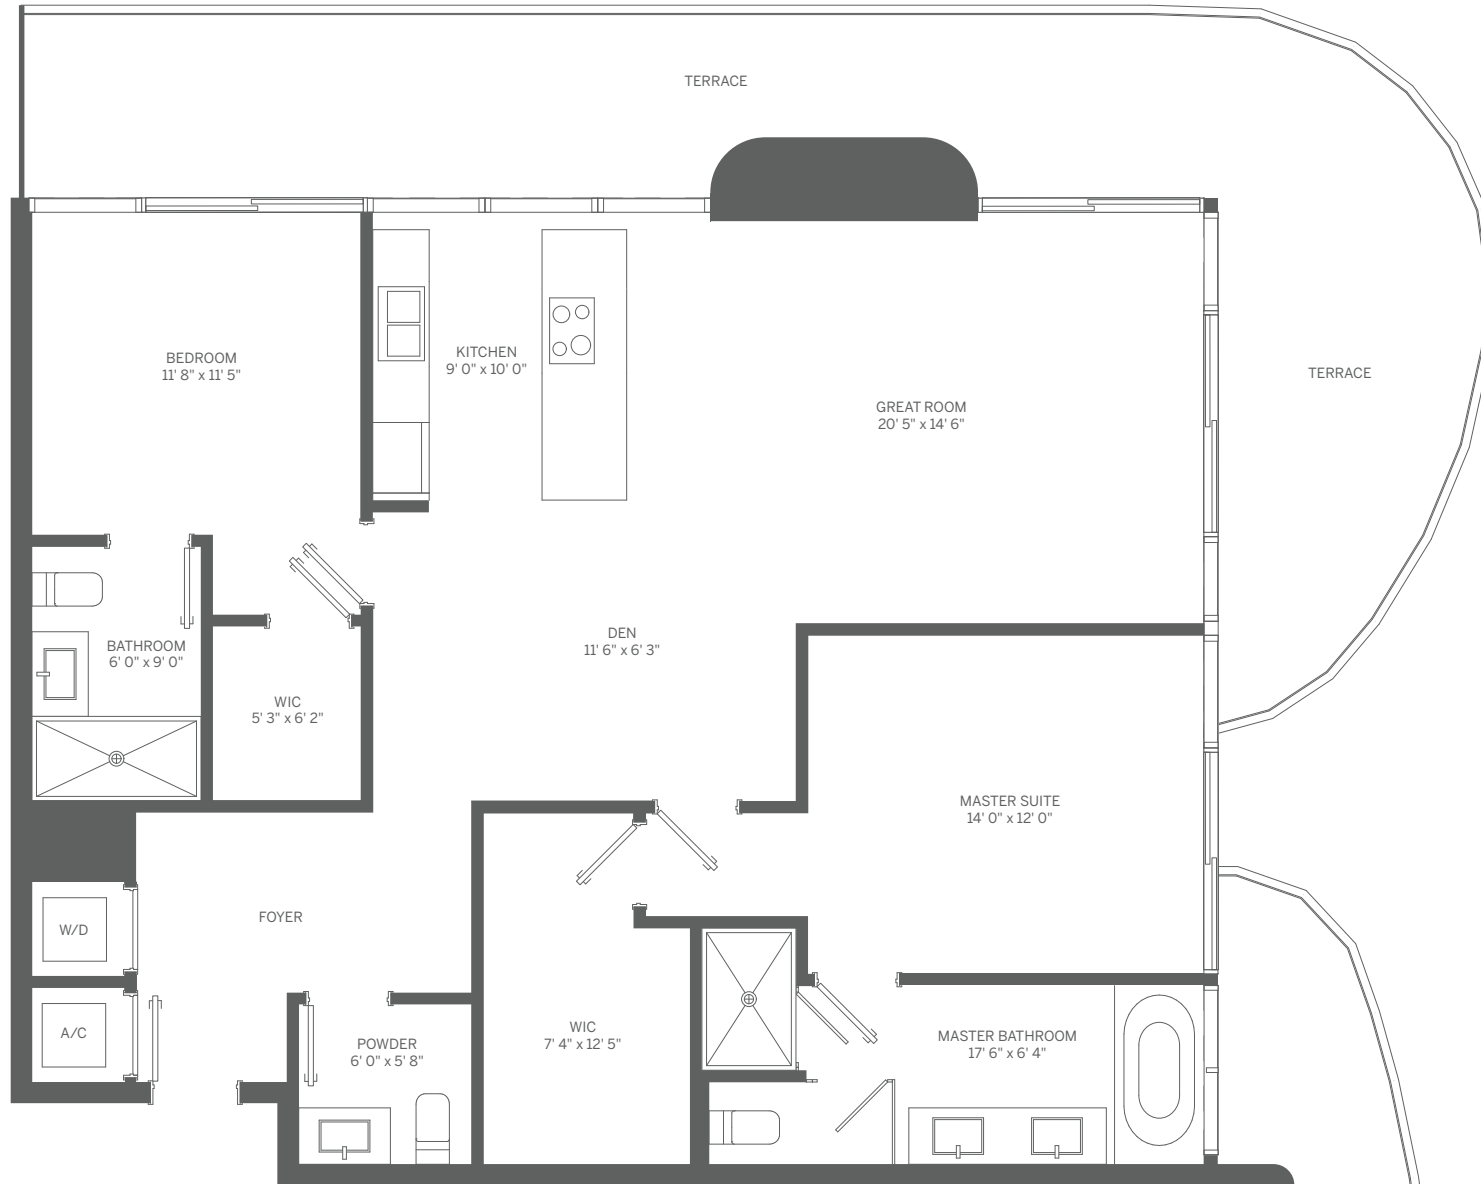 TERRACE
BEDROOM
11' 8" x 11' 5"
KITCHEN
9' 0" x 10' 0"
GREAT ROOM
20' 5" x 14' 6"
TERRACE
BATHROOM
6' 0" x 9' 0"
DEN
11' 6" x 6' 3"
WIC
5' 3" x 6' 2"
MASTER SUITE
14' 0" x 12' 0"
W/D
FOYER
A/C
POWDER
6' 0" x 5' 8"
WIC
7' 4" x 12' 5"
MASTER BATHROOM
17' 6" x 6' 4"